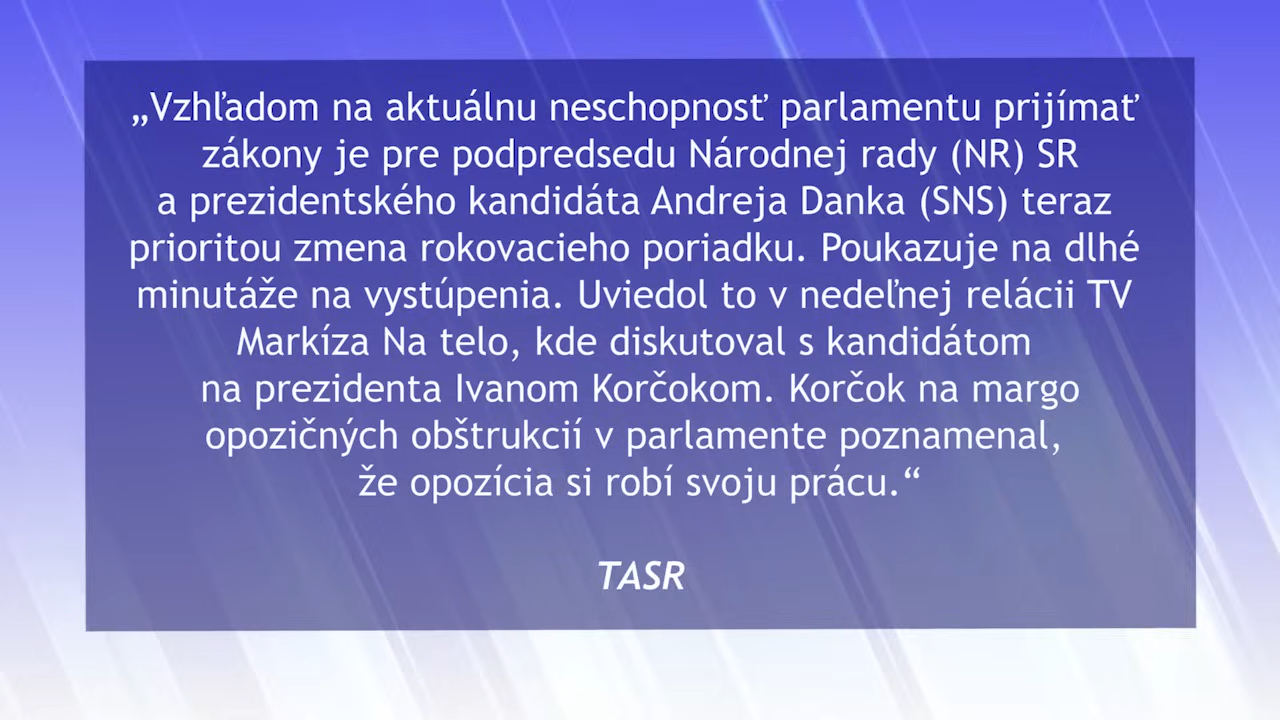 „Vzhľadom na aktuálnu neschopnosť parlamentu prijímať
zákony je pre podpredsedu Národnej rady (NR) SR
a prezidentského kandidáta Andreja Danka (SNS) teraz
prioritou zmena rokovacieho poriadku. Poukazuje na dlhé
minutáže na vystúpenia. Uviedol to v nedeľnej relácii TV
Markíza Na telo, kde diskutoval s kandidátom
na prezidenta Ivanom Korčokom. Korčok na margo
opozičných obštrukcií v parlamente poznamenal,
že opozícia si robí svoju prácu.“
TASR